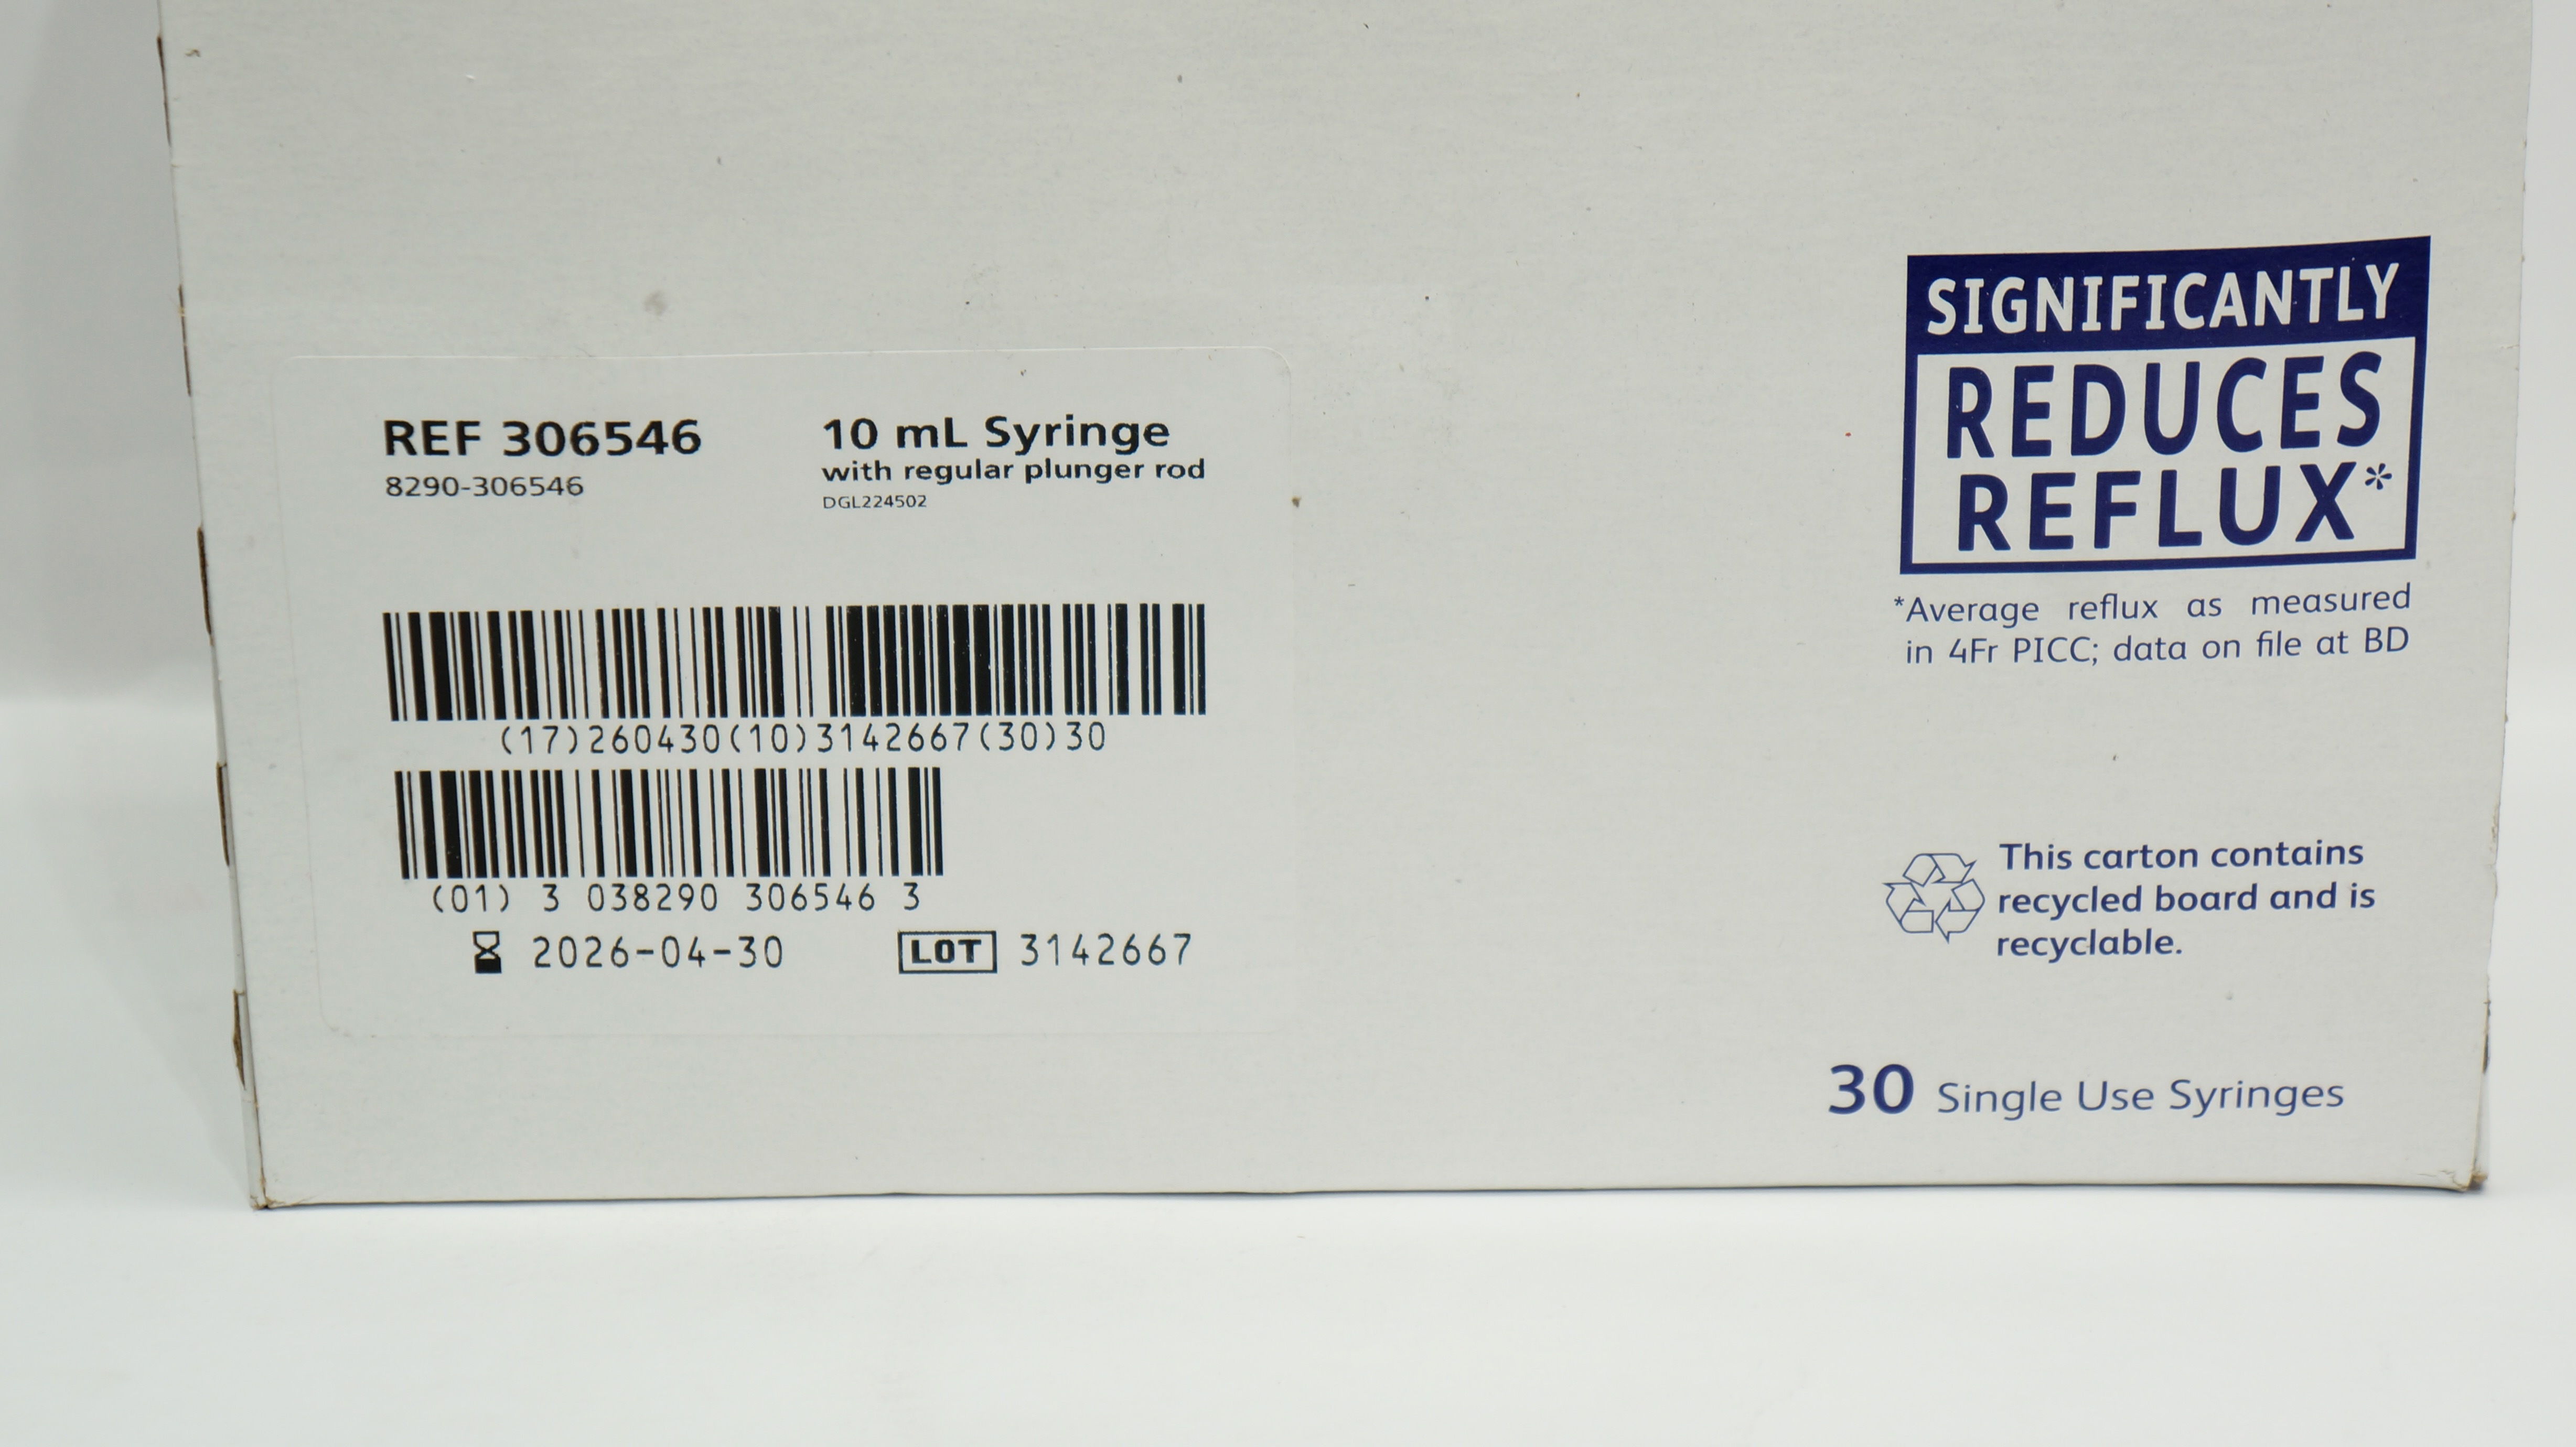 REF 306546
8290-306546
10 mL Syringe
with regular plunger rod
DGL224502
(17)260430(10)3142667(30)30
(01) 3 038290 306546 3
2026-04-30
LOT 3142667
SIGNIFICANTLY
REDUCES
REFLUX*
*Average reflux as measured
in 4Fr PICC; data on file at BD
This carton contains
recycled board and is
recyclable.
30 Single Use Syringes